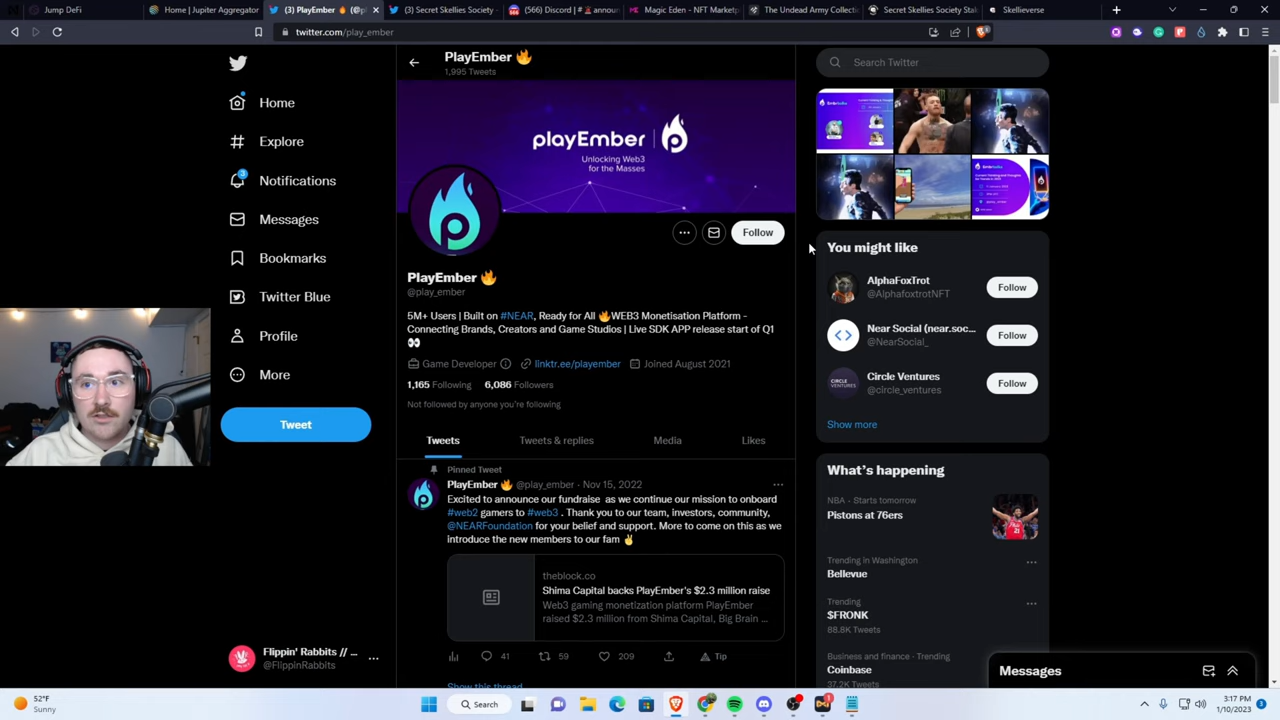 Jump DeFi
Home | Jupiter Aggregator
(3) PlayEmber 🔥 (@pl
(3) Secret Skellies Society -
(566) Discord | #
Magic Eden - NFT Mark
The Undead Army Collecti
Secret Skellies Society Stak
Skellieverse
twitter.com/play_ember
PlayEmber 🔥
1,995 Tweets
Search Twitter
Home
Explore
3
Notifications
Messages
Bookmarks
Twitter Blue
Profile
More
Tweet
playEmber
Unlocking Web3
for the Masses
Follow
PlayEmber 🔥
@play_ember
5M+ Users | Built on #NEAR, Ready for All 🔥WEB3 Monetisation Platform -
Connecting Brands, Creators and Game Studios | Live SDK APP release start of Q1
👀
Game Developer linktr.ee/playember Joined August 2021
1,165 Following 6,086 Followers
Not followed by anyone you're following
Tweets Tweets & replies Media Likes
Pinned Tweet
PlayEmber 🔥 @play_ember · Nov 15, 2022
Excited to announce our fundraise as we continue our mission to onboard
#web2 gamers to #web3 . Thank you to our team, investors, community,
@NEARFoundation for your belief and support. More to come on this as we
introduce the new members to our fam ✌
theblock.co
Shima Capital backs PlayEmber's $2.3 million raise
Web3 gaming monetization platform PlayEmber
raised $2.3 million from Shima Capital, Big Brain ...
41 59 209 Tip
Show this thread
You might like
AlphaFoxTrot
@AlphafoxtrotNFT
Follow
Near Social (near.soc...
@NearSocial_
Follow
Circle Ventures
@circle_ventures
Follow
Show more
What's happening
NBA · Starts tomorrow
Pistons at 76ers
Trending in Washington
Bellevue
Trending
$FRONK
88.8K Tweets
Business and finance · Trending
Coinbase
37.2K Tweets
Messages
Flippin' Rabbits // ...
@FlippinRabbits
52°F
Sunny
Search
1:17 PM
1/10/2023